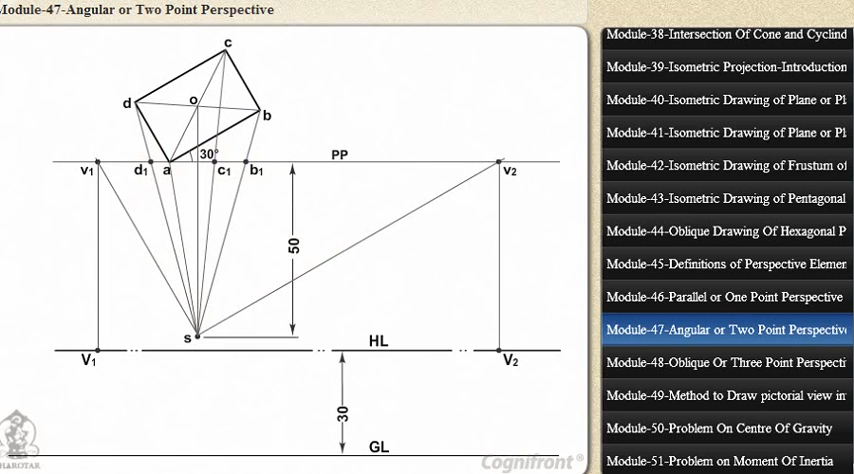 Module-47-Angular or Two Point Perspective
c
d
o
b
30°
PP
v1
d1
a
c1
b1
v2
50
s
HL
V1
V2
30
GL
CHAROTAR
Cognifront®
Module-38-Intersection Of Cone and Cylind
Module-39-Isometric Projection-Introduction
Module-40-Isometric Drawing of Plane or Pl
Module-41-Isometric Drawing of Plane or Pl
Module-42-Isometric Drawing of Frustum of
Module-43-Isometric Drawing of Pentagonal
Module-44-Oblique Drawing Of Hexagonal P
Module-45-Definitions of Perspective Elemen
Module-46-Parallel or One Point Perspective
Module-47-Angular or Two Point Perspective
Module-48-Oblique Or Three Point Perspecti
Module-49-Method to Draw pictorial view in
Module-50-Problem On Centre Of Gravity
Module-51-Problem on Moment Of Inertia